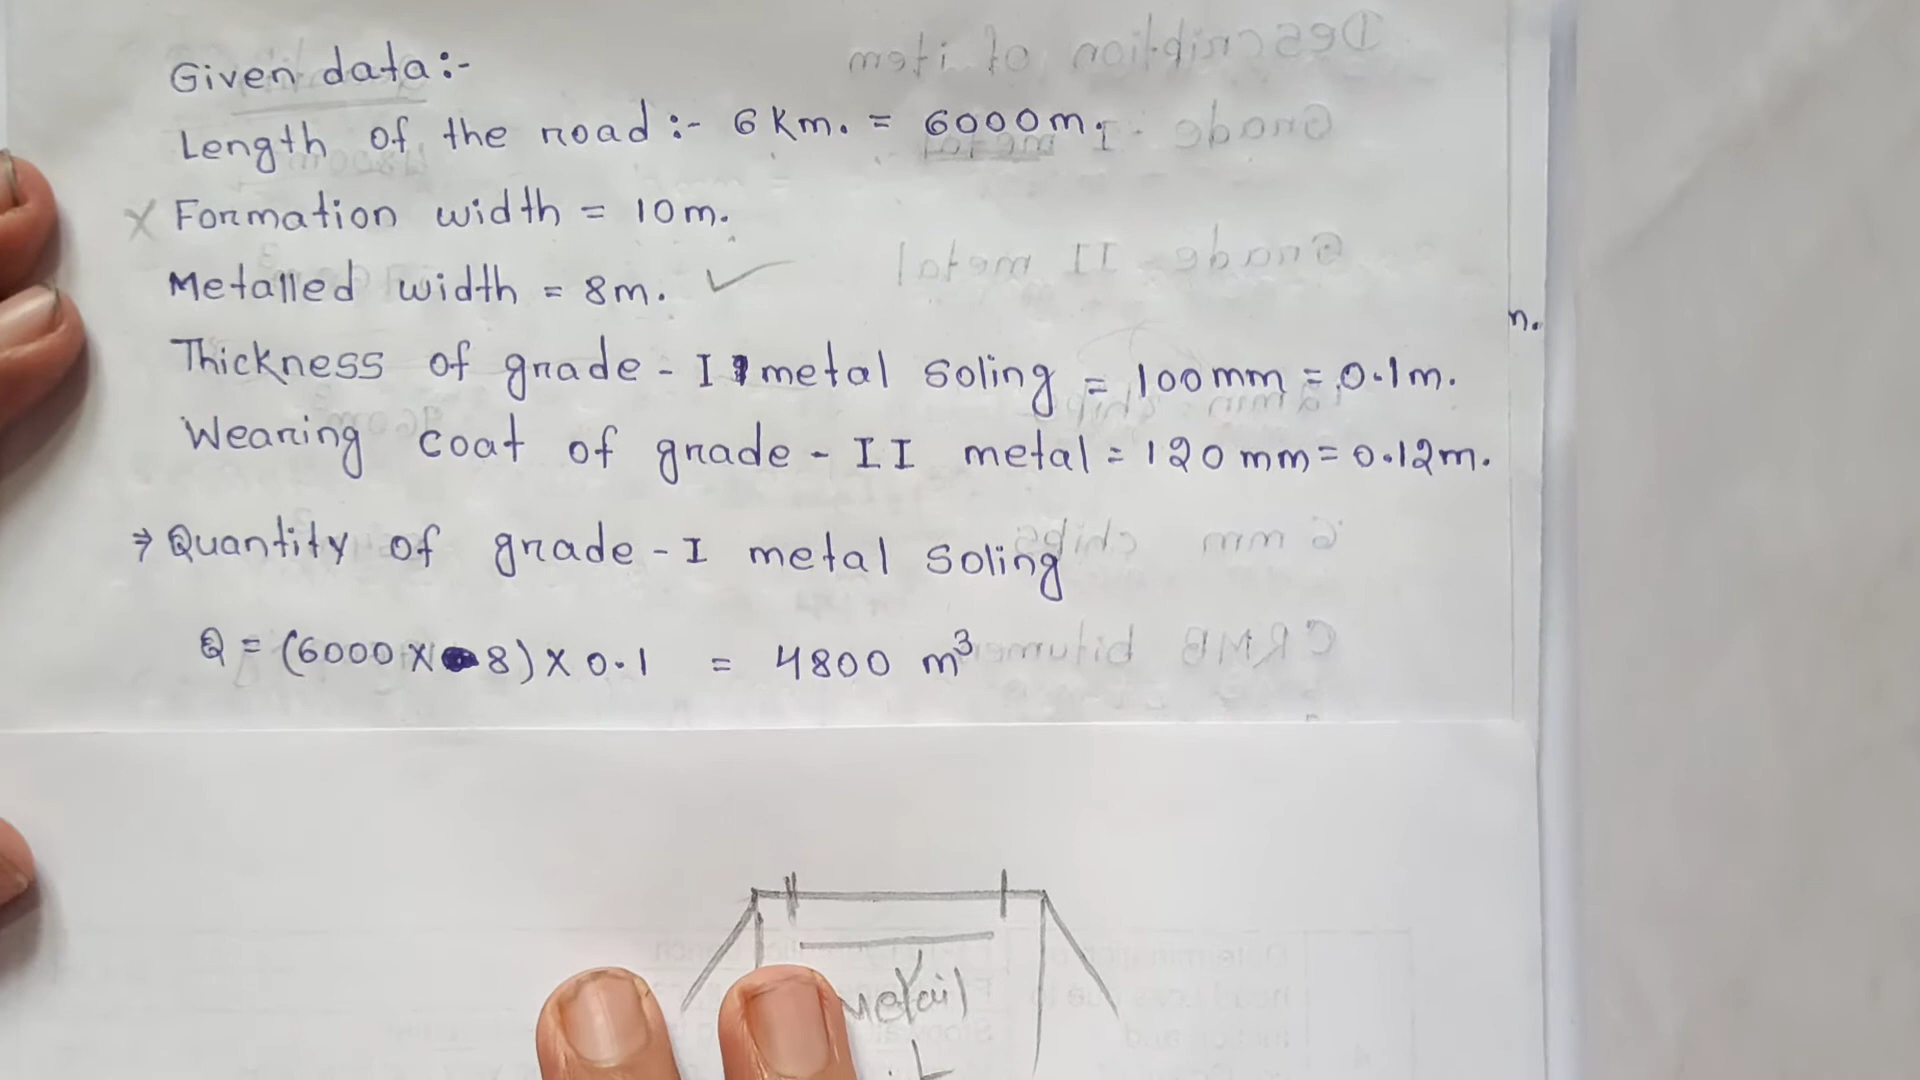 Given data:-
Length of the road :- 6 Km. = 6000m.
X Formation width = 10m.
Metalled width = 8m. ✓
Thickness of grade - I metal soling = 100mm = 0.1m.
Wearing coat of grade - II metal = 120 mm = 0.12m.
n.
⇒ Quantity of grade - I metal soling
Q = (6000 × 8) × 0.1 = 4800 m³